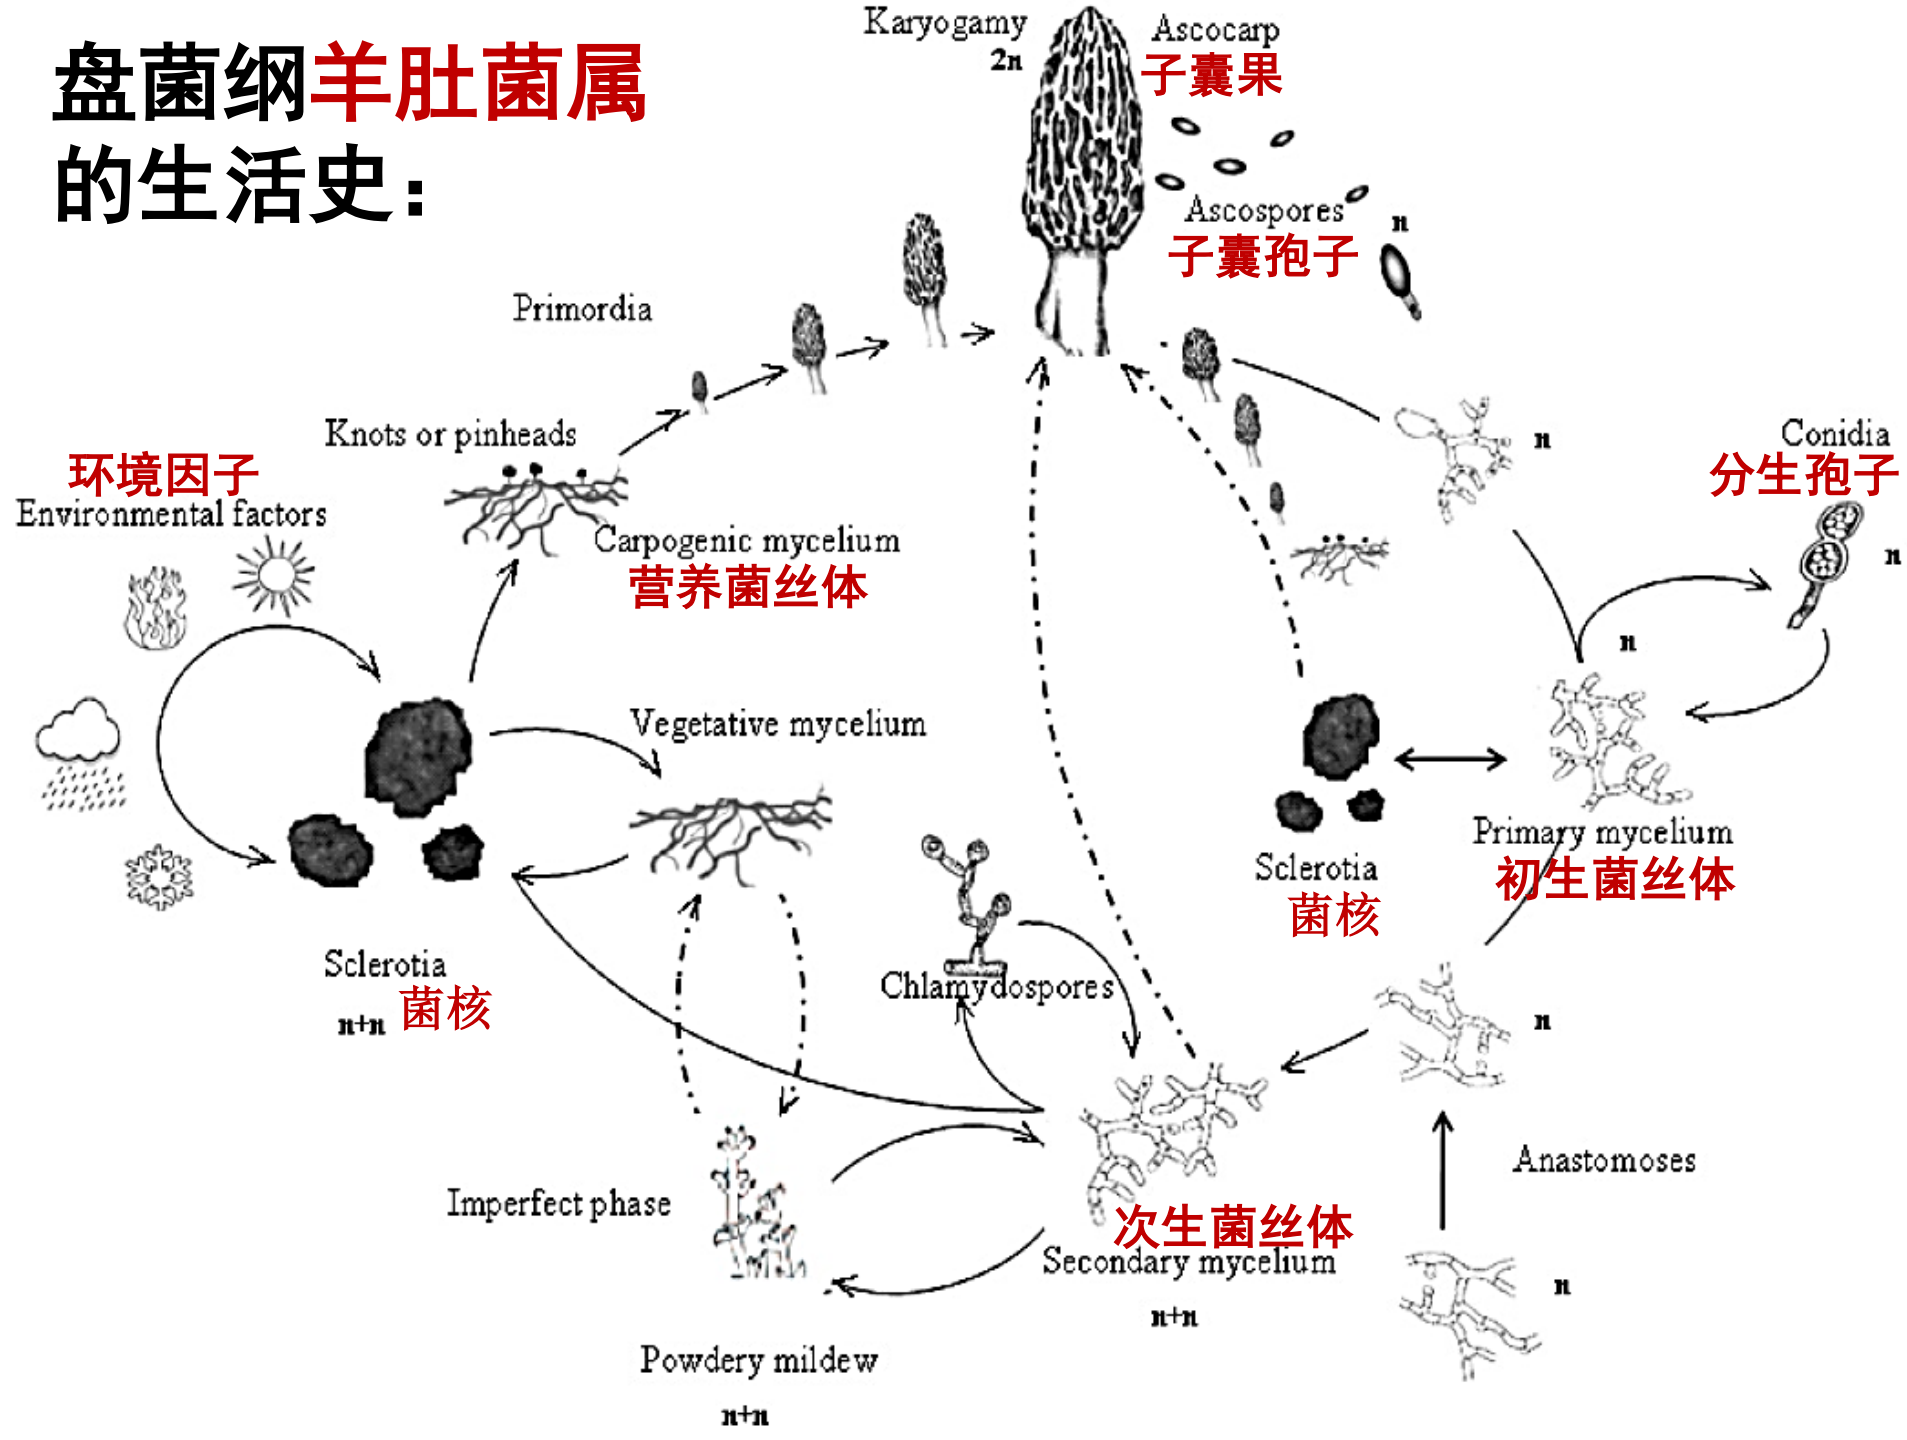 盘菌纲羊肚菌属
的生活史：
Karyogamy
2n
Ascocarp
子囊果
Ascospores
子囊孢子
n
Primordia
Knots or pinheads
环境因子
Environmental factors
Carpogenic mycelium
营养菌丝体
n
Conidia
分生孢子
n
n
Vegetative mycelium
Primary mycelium
初生菌丝体
Sclerotia
菌核
Sclerotia
菌核
n+n
Chlamydospores
n
Anastomoses
Imperfect phase
次生菌丝体
Secondary mycelium
n+n
n
Powdery mildew
n+n